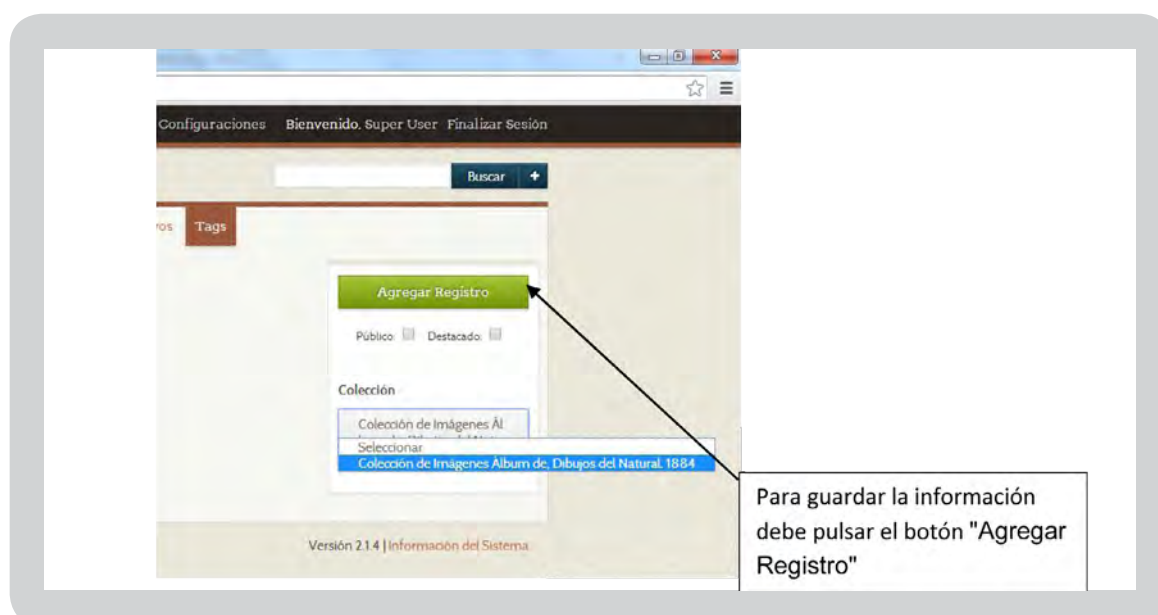 Configuraciones Bienvenido. Super User Finalizar Sesión
Buscar +
vos Tags
Agregar Registro
Público: Destacado:
Colección
Colección de Imágenes Ál
Seleccionar
Colección de Imágenes Álbum de, Dibujos del Natural. 1884
Versión 2.1.4 | Información del Sistema
Para guardar la información
debe pulsar el botón "Agregar
Registro"